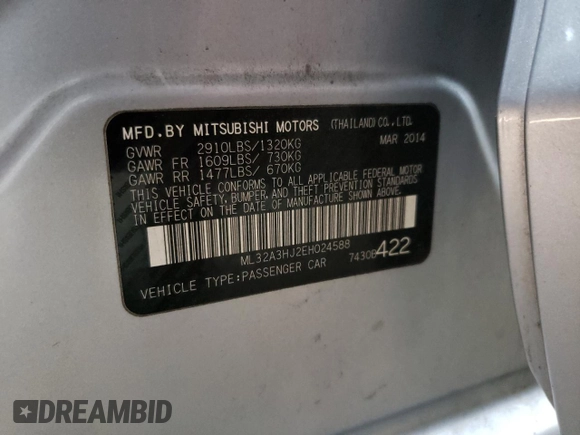 MFD.BY MITSUBISHI MOTORS (THAILAND) CO., LTD.
MAR 2014
GVWR 2910LBS/1320KG
GAWR FR 1609LBS/ 730KG
GAWR RR 1477LBS/ 670KG
THIS VEHICLE CONFORMS TO ALL APPLICABLE FEDERAL MOTOR
VEHICLE SAFETY, BUMPER, AND THEFT PREVENTION STANDARDS
IN EFFECT ON THE DATE OF MANUFACTURE SHOWN ABOVE.
ML32A3HJ2EH024588
VEHICLE TYPE:PASSENGER CAR 7430B422
DREAMBID